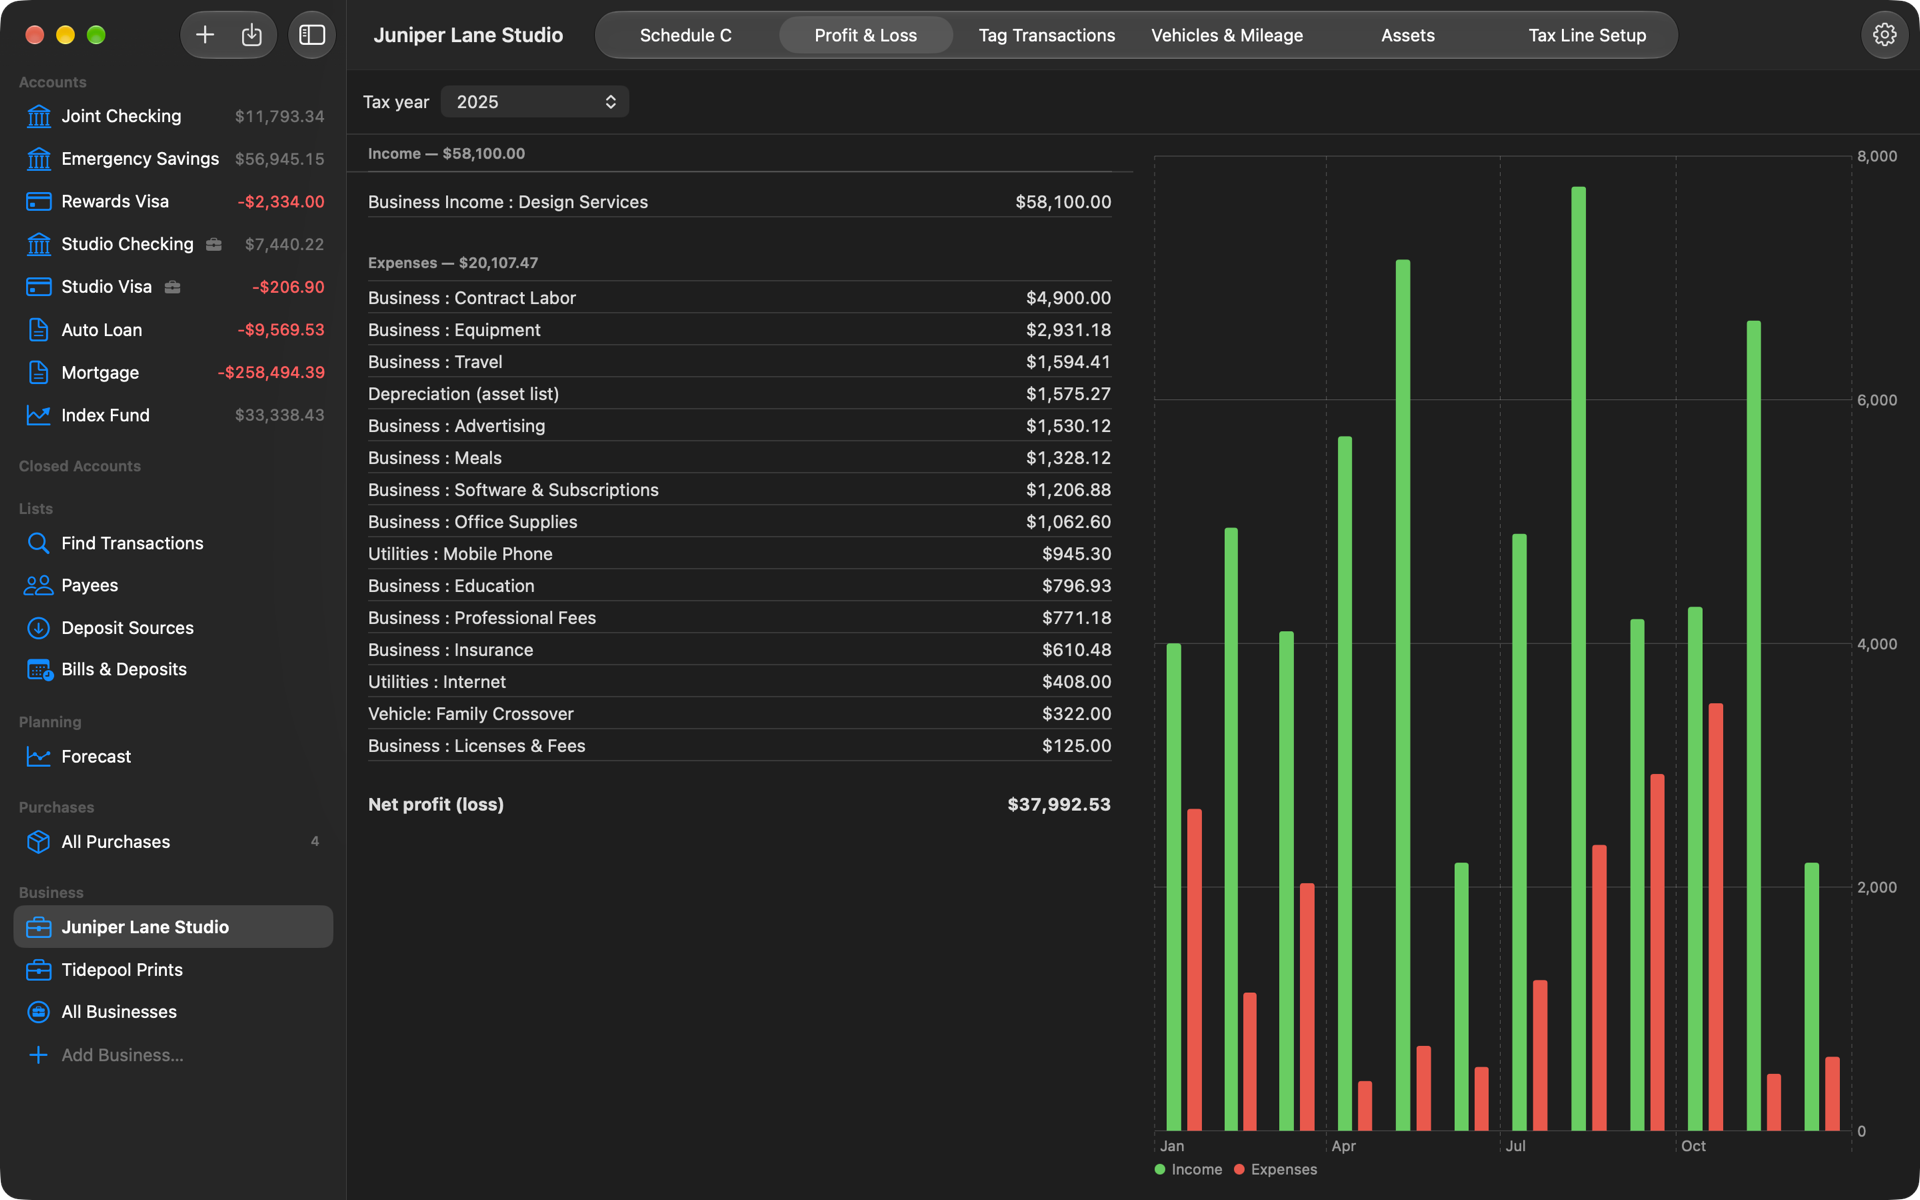 Juniper Lane Studio
Schedule C
Profit & Loss
Tag Transactions
Vehicles & Mileage
Assets
Tax Line Setup
Accounts
Joint Checking $11,793.34
Emergency Savings $56,945.15
Rewards Visa -$2,334.00
Studio Checking $7,440.22
Studio Visa -$206.90
Auto Loan -$9,569.53
Mortgage -$258,494.39
Index Fund $33,338.43
Closed Accounts
Lists
Find Transactions
Payees
Deposit Sources
Bills & Deposits
Planning
Forecast
Purchases
All Purchases 4
Business
Juniper Lane Studio
Tidepool Prints
All Businesses
Add Business...
Tax year 2025
Income — $58,100.00
Business Income : Design Services $58,100.00
Expenses — $20,107.47
Business : Contract Labor $4,900.00
Business : Equipment $2,931.18
Business : Travel $1,594.41
Depreciation (asset list) $1,575.27
Business : Advertising $1,530.12
Business : Meals $1,328.12
Business : Software & Subscriptions $1,206.88
Business : Office Supplies $1,062.60
Utilities : Mobile Phone $945.30
Business : Education $796.93
Business : Professional Fees $771.18
Business : Insurance $610.48
Utilities : Internet $408.00
Vehicle: Family Crossover $322.00
Business : Licenses & Fees $125.00
Net profit (loss) $37,992.53
8,000
6,000
4,000
2,000
0
Jan Apr Jul Oct
Income Expenses